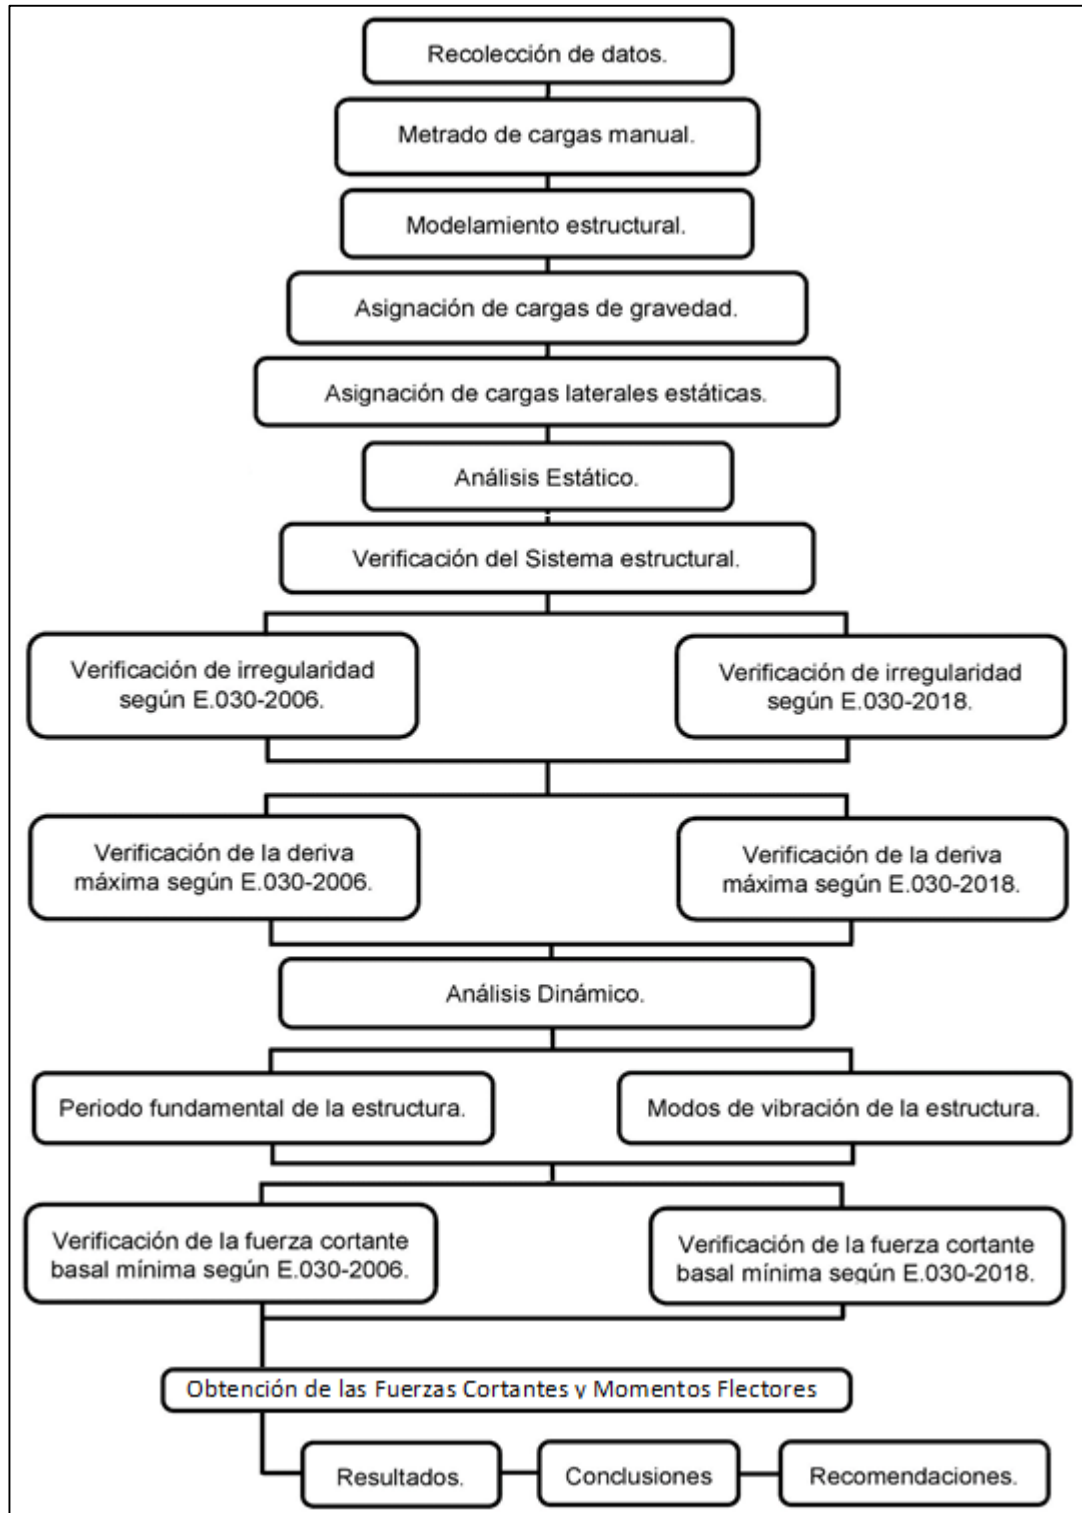 Recolección de datos.
Metrado de cargas manual.
Modelamiento estructural.
Asignación de cargas de gravedad.
Asignación de cargas laterales estáticas.
Análisis Estático.
Verificación del Sistema estructural.
Verificación de irregularidad
según E.030-2006.
Verificación de irregularidad
según E.030-2018.
Verificación de la deriva
máxima según E.030-2006.
Verificación de la deriva
máxima según E.030-2018.
Análisis Dinámico.
Periodo fundamental de la estructura.
Modos de vibración de la estructura.
Verificación de la fuerza cortante
basal mínima según E.030-2006.
Verificación de la fuerza cortante
basal mínima según E.030-2018.
Obtención de las Fuerzas Cortantes y Momentos Flectores
Resultados.
Conclusiones
Recomendaciones.